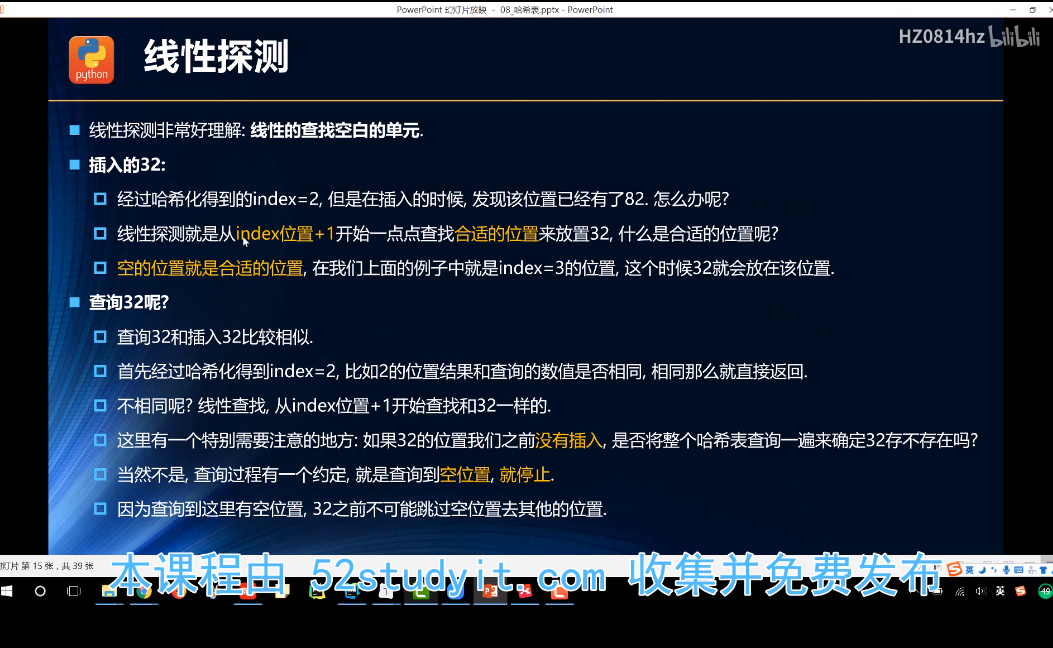 PowerPoint 幻灯片放映 - 08_哈希表.pptx - PowerPoint
HZ0814hz bilibili
python
线性探测
线性探测非常好理解: 线性的查找空白的单元.
插入的32:
经过哈希化得到的index=2, 但是在插入的时候, 发现该位置已经有了82. 怎么办呢?
线性探测就是从index位置+1开始一点点查找合适的位置来放置32, 什么是合适的位置呢?
空的位置就是合适的位置, 在我们上面的例子中就是index=3的位置, 这个时候32就会放在该位置.
查询32呢?
查询32和插入32比较相似.
首先经过哈希化得到index=2, 比如2的位置结果和查询的数值是否相同, 相同那么就直接返回.
不相同呢? 线性查找, 从index位置+1开始查找和32一样的.
这里有一个特别需要注意的地方: 如果32的位置我们之前没有插入, 是否将整个哈希表查询一遍来确定32存不存在吗?
当然不是, 查询过程有一个约定, 就是查询到空位置, 就停止.
因为查询到这里有空位置, 32之前不可能跳过空位置去其他的位置.
灯片 第 15 张, 共 39 张
本课程由 52studyit.com 收集并免费发布
英
英
49